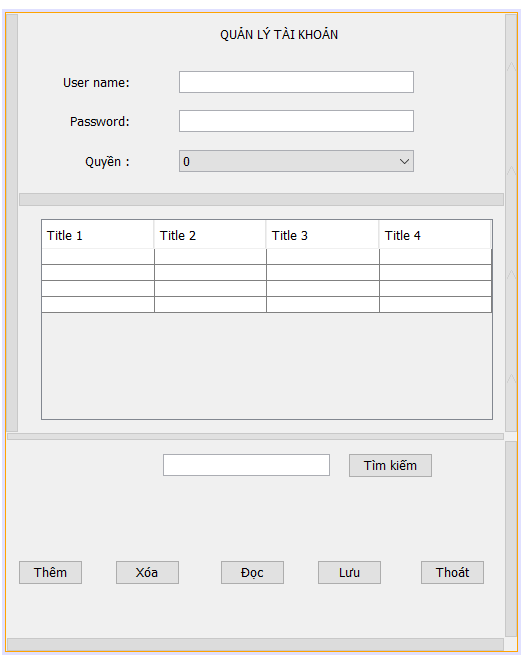 QUẢN LÝ TÀI KHOẢN
User name:
Password:
Quyền :
0
Title 1 Title 2 Title 3 Title 4
Tìm kiếm
Thêm Xóa Đọc Lưu Thoát